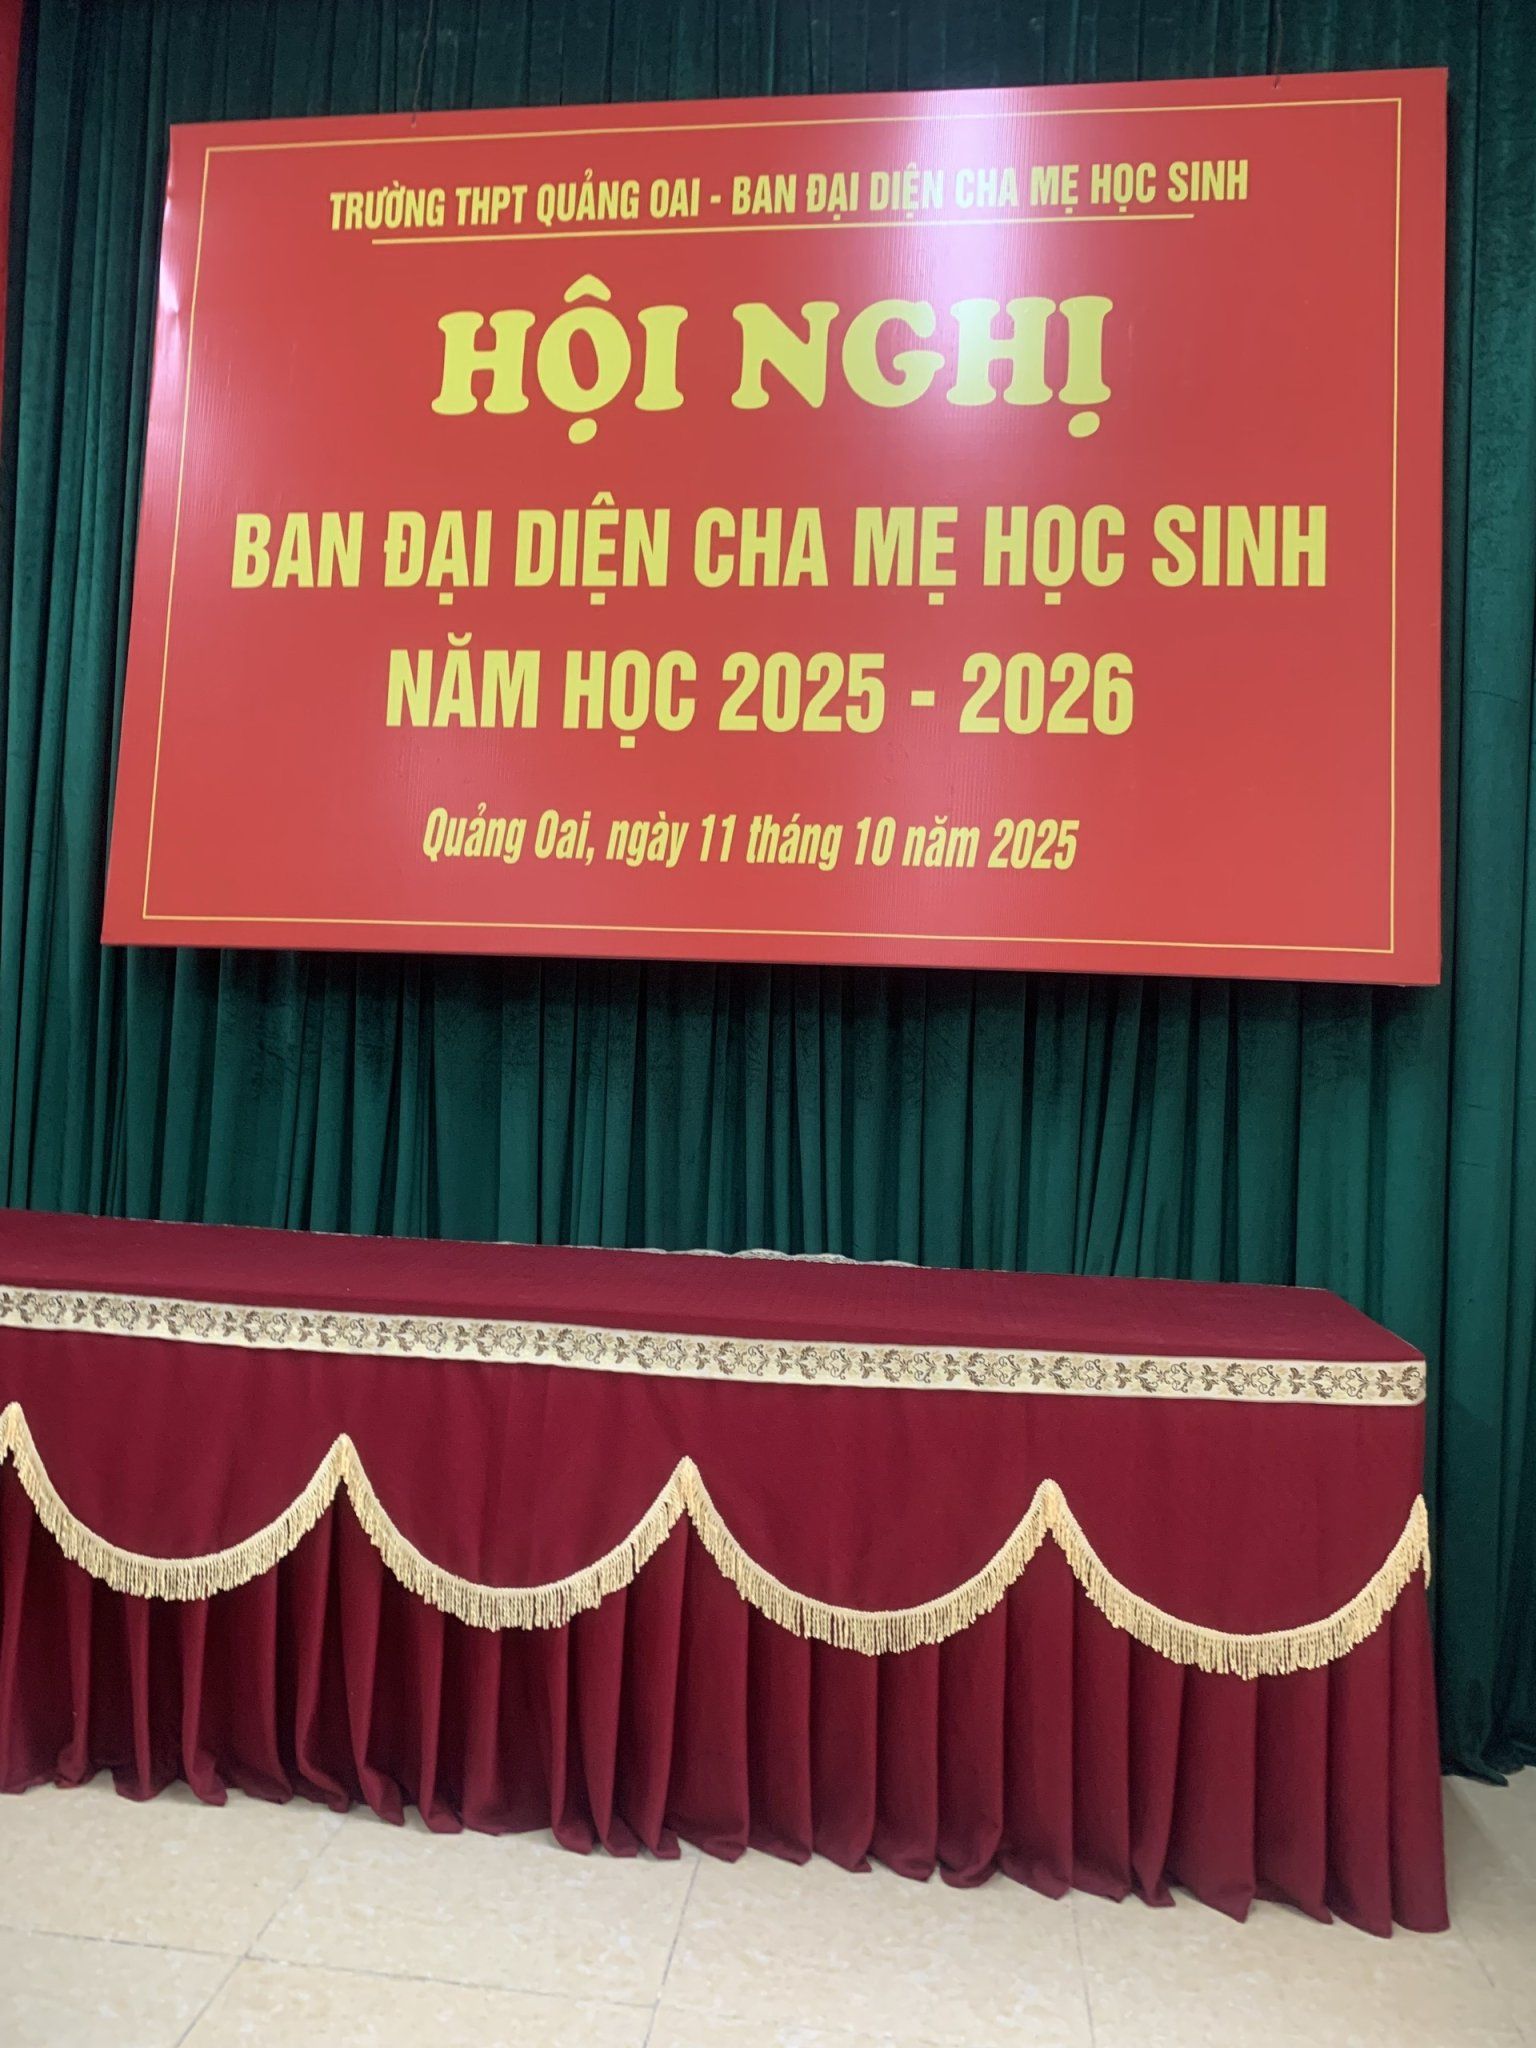 TRƯỜNG THPT QUẢNG OAI - BAN ĐẠI DIỆN CHA MẸ HỌC SINH
HỘI NGHỊ
BAN ĐẠI DIỆN CHA MẸ HỌC SINH
NĂM HỌC 2025 - 2026
Quảng Oai, ngày 11 tháng 10 năm 2025